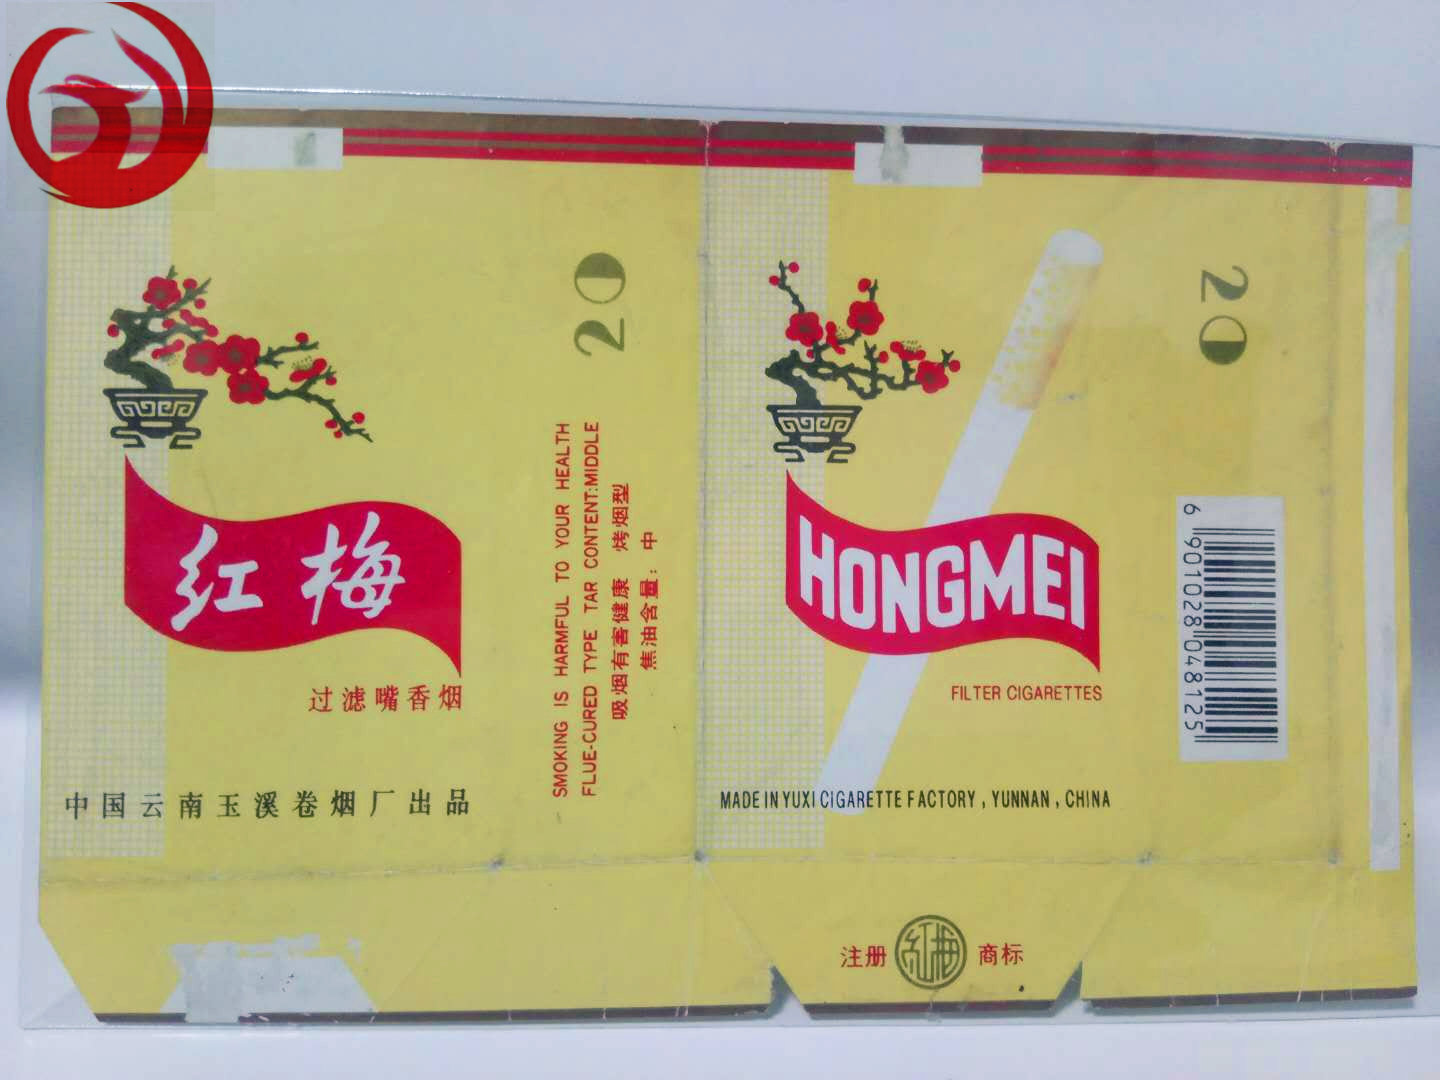 红梅
过滤嘴香烟
中国云南玉溪卷烟厂出品
20
SMOKING IS HARMFUL TO YOUR HEALTH
FLUE-CURED TYPE TAR CONTENT:MIDDLE
吸烟有害健康 烤烟型
焦油含量：中
HONGMEI
FILTER CIGARETTES
MADE IN YUXI CIGARETTE FACTORY , YUNNAN , CHINA
20
6 901028 048125
注册 红梅 商标